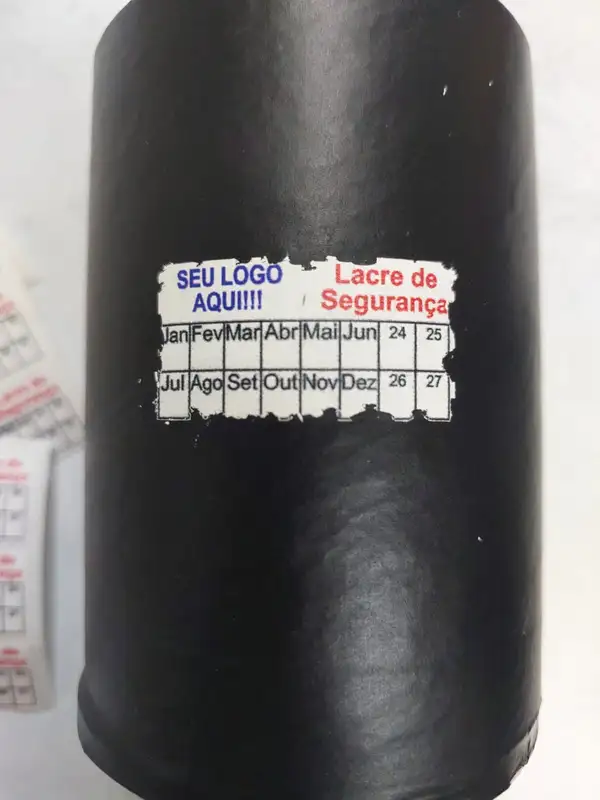 SEU LOGO
AQUI!!!!
Lacre de
Segurança
Jan Fev Mar Abr Mai Jun 24 25
Jul Ago Set Out Nov Dez 26 27